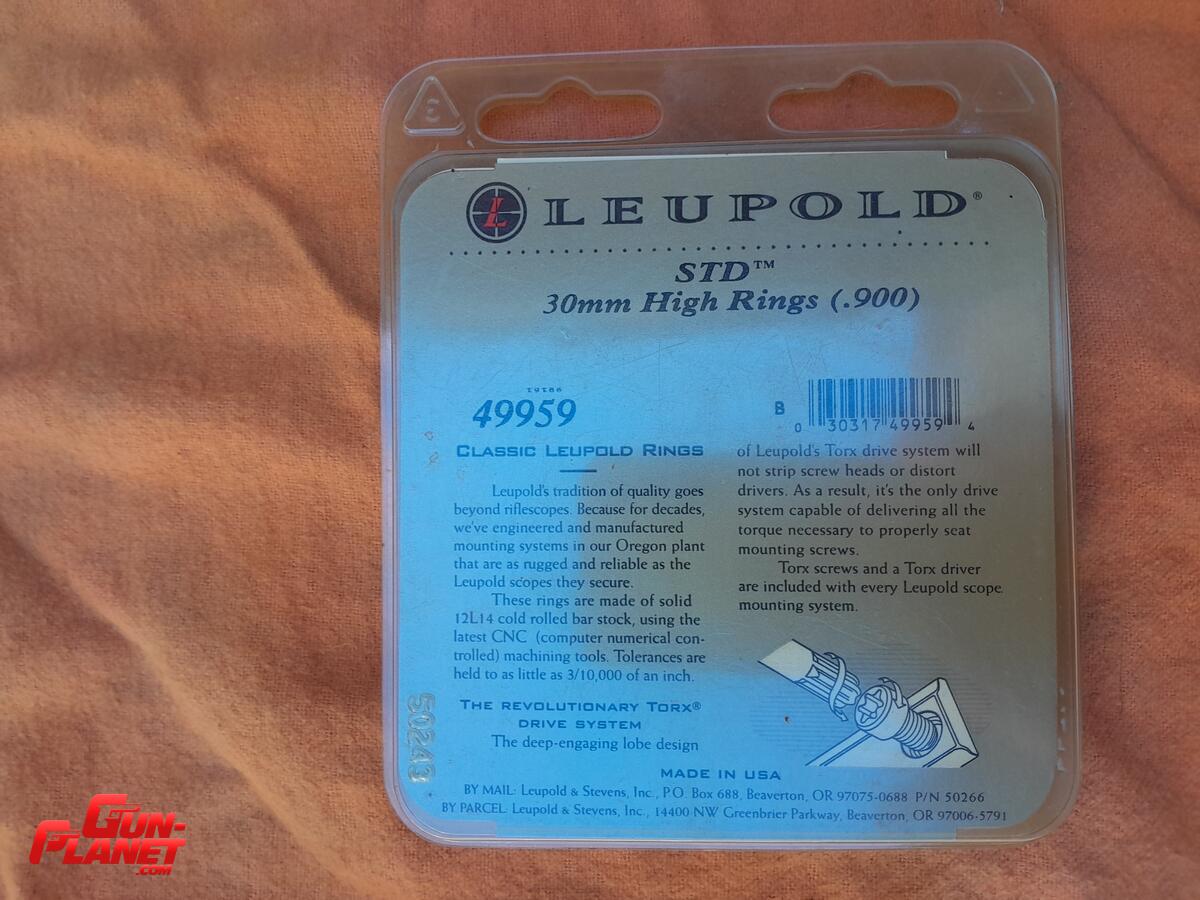 LEUPOLD®
STD™
30mm High Rings (.900)
49959
B
0 30317 49959 4
CLASSIC LEUPOLD RINGS
Leupold's tradition of quality goes
beyond riflescopes. Because for decades,
we've engineered and manufactured
mounting systems in our Oregon plant
that are as rugged and reliable as the
Leupold scopes they secure.
These rings are made of solid
12L14 cold rolled bar stock, using the
latest CNC (computer numerical con-
trolled) machining tools. Tolerances are
held to as little as 3/10,000 of an inch.
THE REVOLUTIONARY TORX®
DRIVE SYSTEM
The deep-engaging lobe design
of Leupold's Torx drive system will
not strip screw heads or distort
drivers. As a result, it's the only drive
system capable of delivering all the
torque necessary to properly seat
mounting screws.
Torx screws and a Torx driver
are included with every Leupold scope
mounting system.
MADE IN USA
BY MAIL: Leupold & Stevens, Inc., P.O. Box 688, Beaverton, OR 97075-0688 P/N 50266
BY PARCEL: Leupold & Stevens, Inc., 14400 NW Greenbrier Parkway, Beaverton, OR 97006-5791
50243
3
L
GUN-
PLANET
.COM